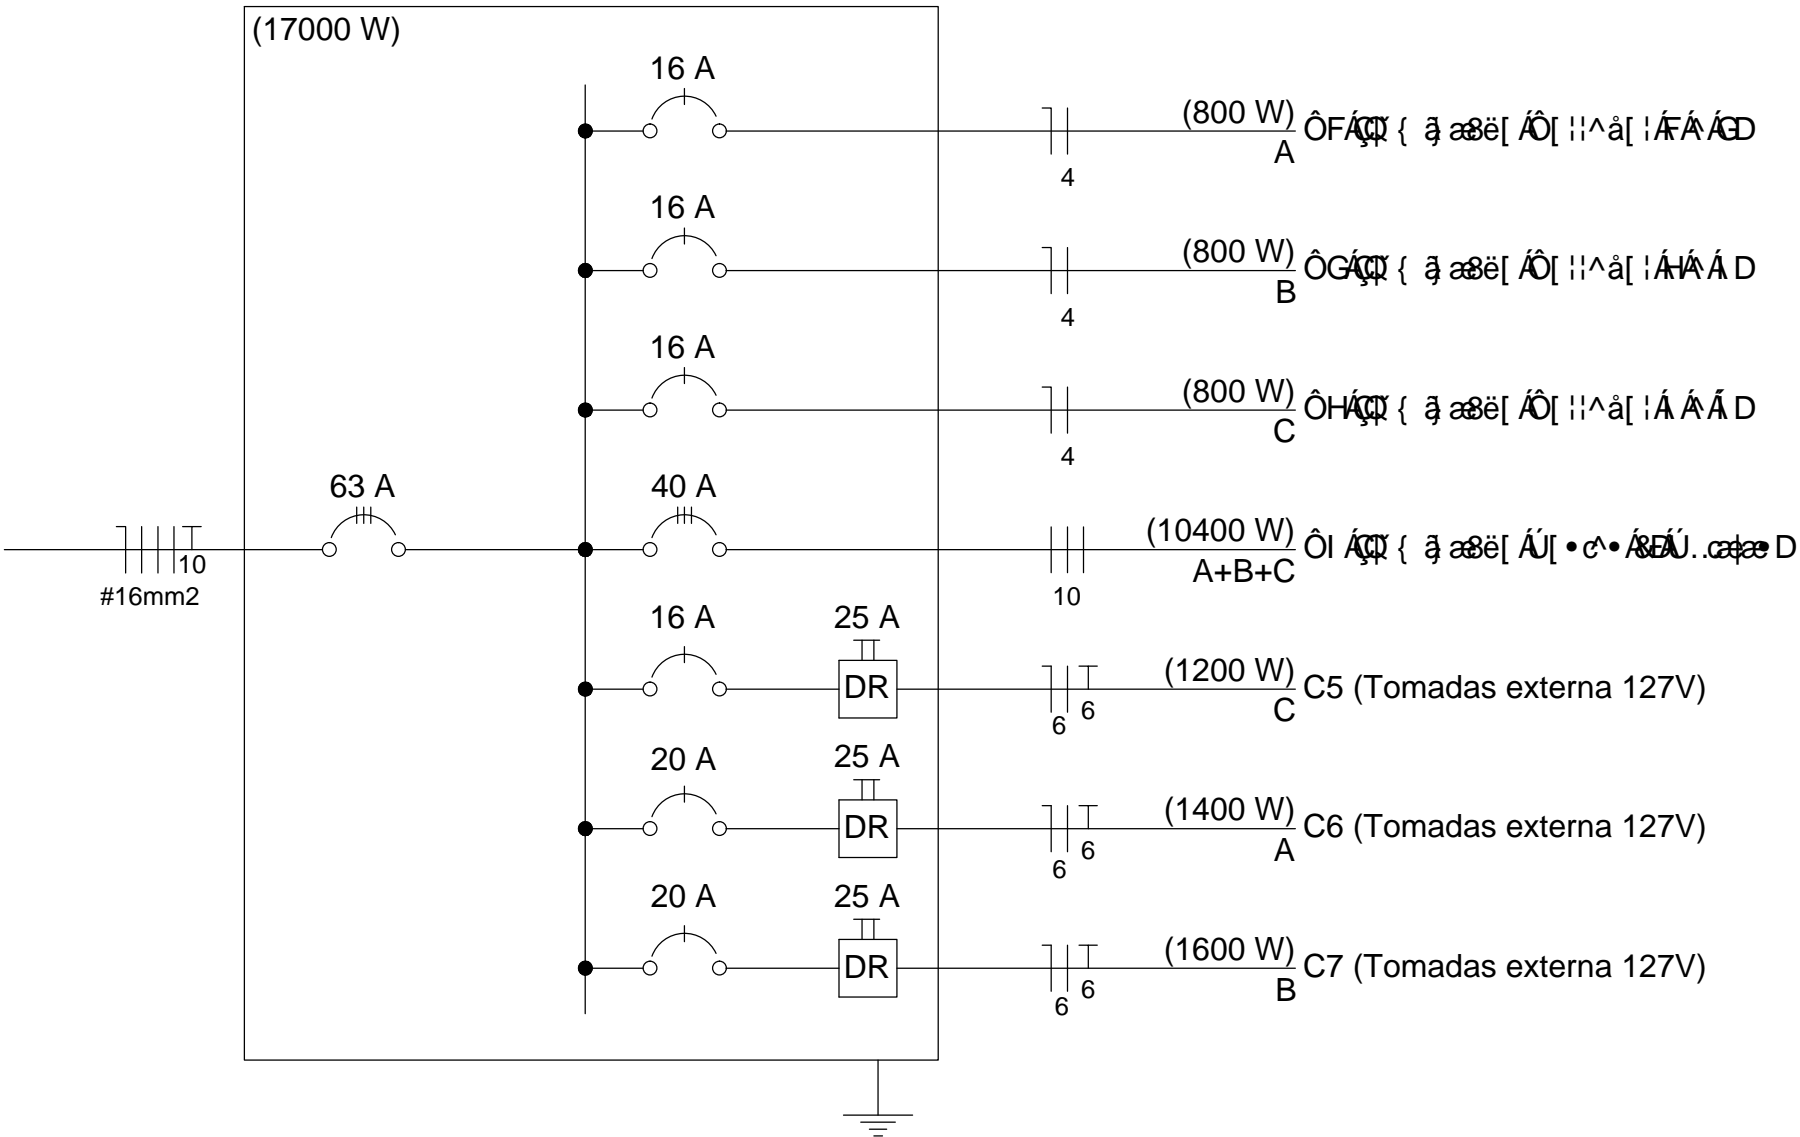 (17000 W)
16 A
(800 W)
A
4
16 A
(800 W)
B
4
16 A
(800 W)
C
4
63 A
40 A
(10400 W)
A+B+C
10
#16mm2
10
16 A
25 A
DR
(1200 W)
C5 (Tomadas externa 127V)
C
6
6
20 A
25 A
DR
(1400 W)
C6 (Tomadas externa 127V)
A
6
6
20 A
25 A
DR
(1600 W)
C7 (Tomadas externa 127V)
B
6
6